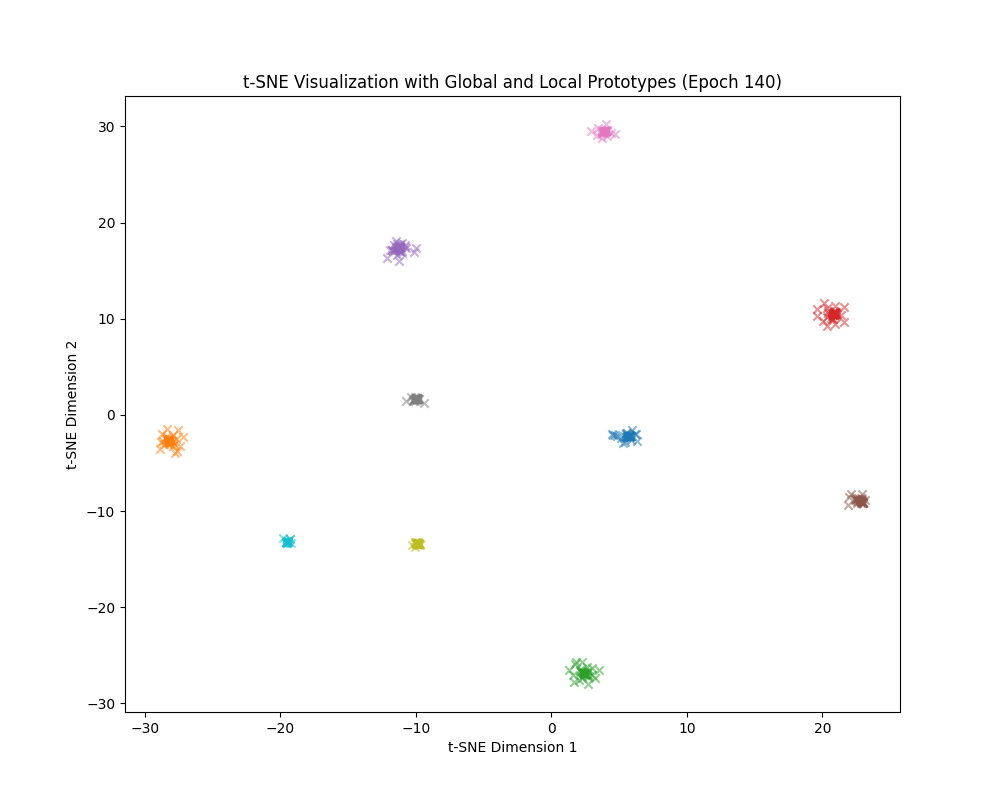 t-SNE Visualization with Global and Local Prototypes (Epoch 140)
30
20
10
0
−10
−20
−30
t-SNE Dimension 2
−30 −20 −10 0 10 20
t-SNE Dimension 1